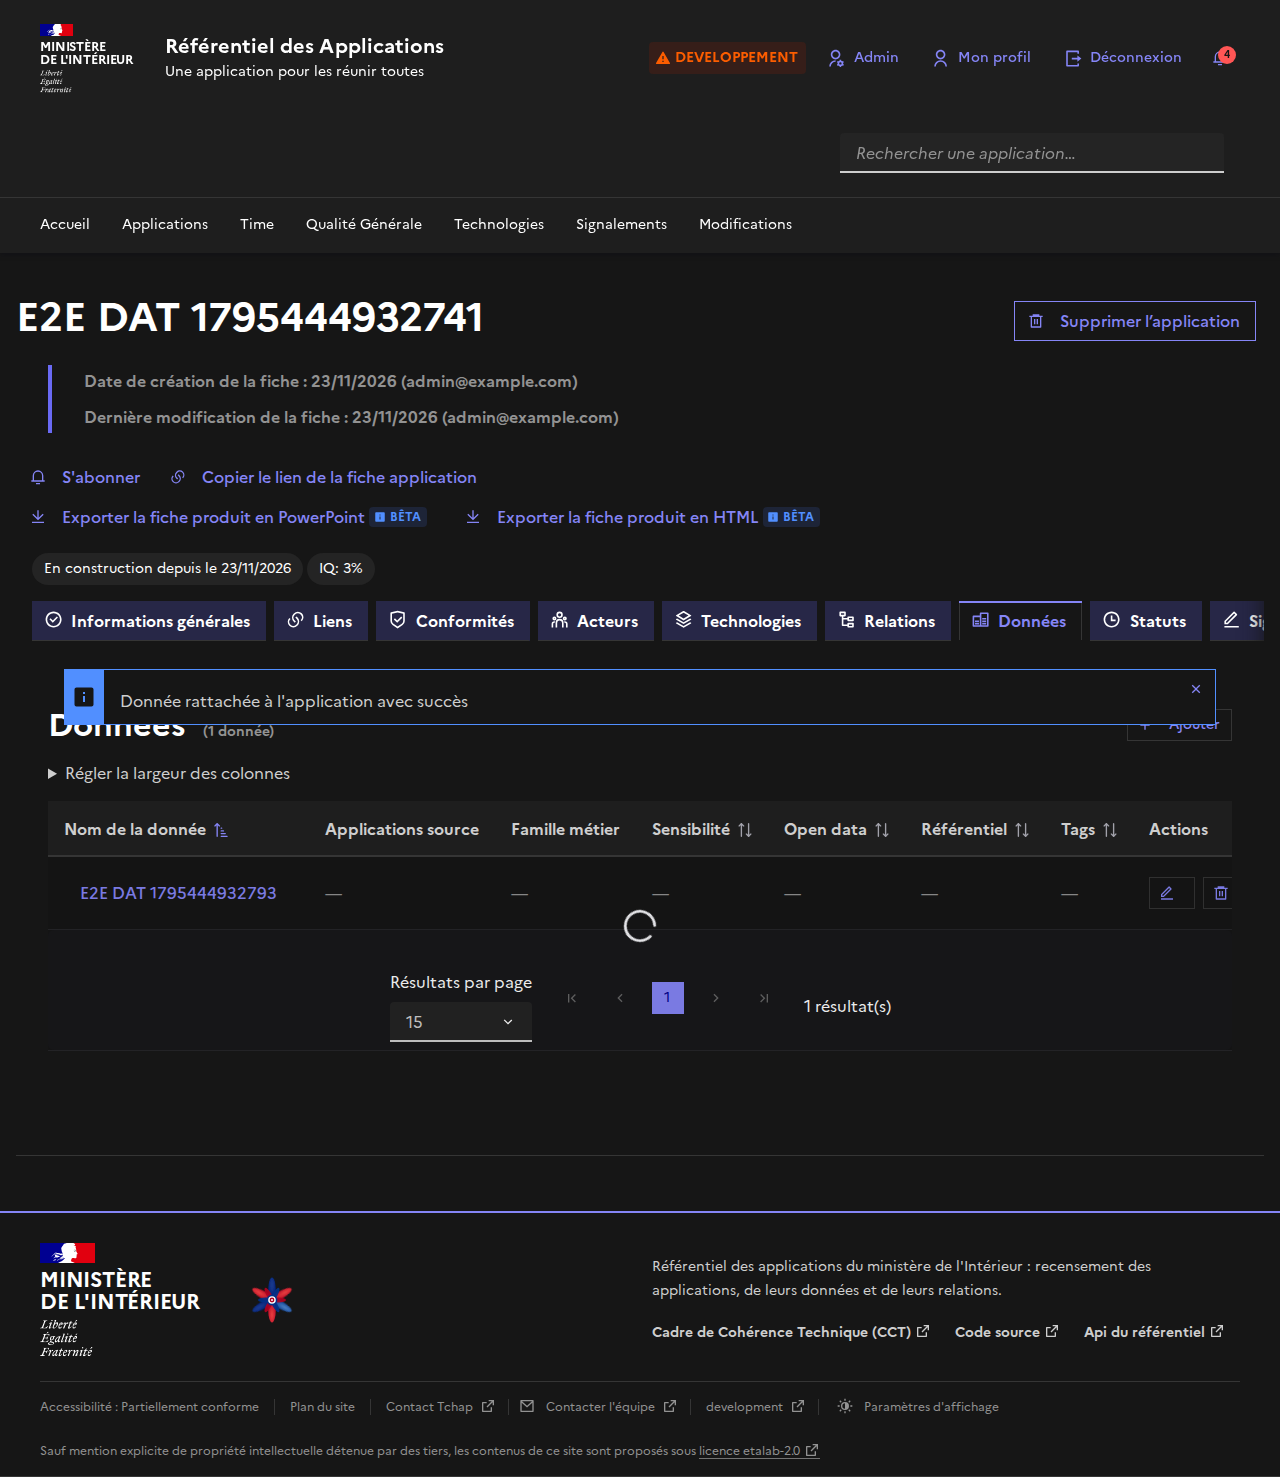 MINISTÈRE
DE L'INTÉRIEUR
Liberté
Égalité
Fraternité
Référentiel des Applications
Une application pour les réunir toutes
DEVELOPPEMENT
Admin
Mon profil
Déconnexion
4
Rechercher une application…
Accueil
Applications
Time
Qualité Générale
Technologies
Signalements
Modifications
E2E DAT 1795444932741
Supprimer l’application
Date de création de la fiche : 23/11/2026 (admin@example.com)
Dernière modification de la fiche : 23/11/2026 (admin@example.com)
S'abonner
Copier le lien de la fiche application
Exporter la fiche produit en PowerPoint
BÊTA
Exporter la fiche produit en HTML
BÊTA
En construction depuis le 23/11/2026
IQ: 3%
Informations générales
Liens
Conformités
Acteurs
Technologies
Relations
Données
Statuts
Donnée rattachée à l'application avec succès
Données
(1 donnée)
Ajouter
Régler la largeur des colonnes
Nom de la donnée
Applications source
Famille métier
Sensibilité
Open data
Référentiel
Tags
Actions
E2E DAT 1795444932793
—
—
—
—
—
—
Résultats par page
15
1
1 résultat(s)
MINISTÈRE
DE L'INTÉRIEUR
Liberté
Égalité
Fraternité
Référentiel des applications du ministère de l'Intérieur : recensement des
applications, de leurs données et de leurs relations.
Cadre de Cohérence Technique (CCT)
Code source
Api du référentiel
Accessibilité : Partiellement conforme
Plan du site
Contact Tchap
Contacter l'équipe
development
Paramètres d'affichage
Sauf mention explicite de propriété intellectuelle détenue par des tiers, les contenus de ce site sont proposés sous licence etalab-2.0